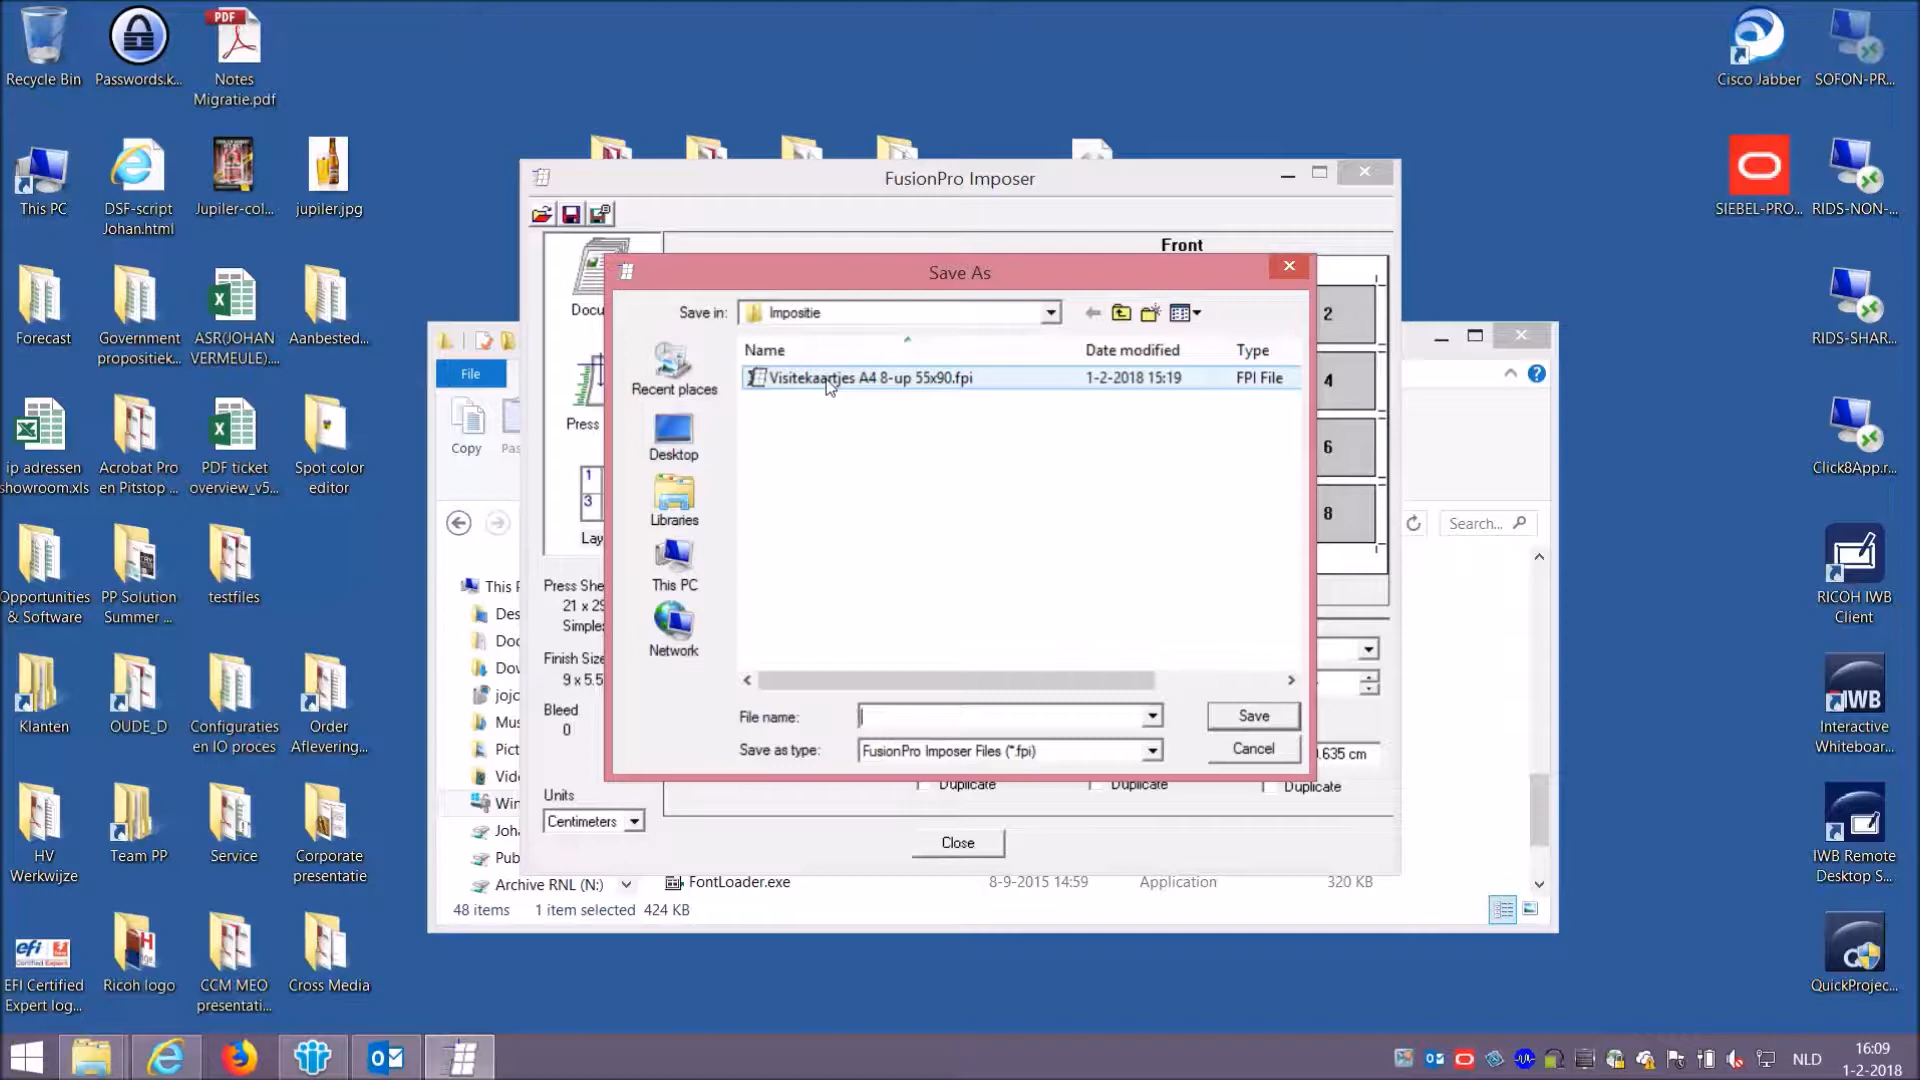 Recycle Bin
Passwords.k...
Notes
Migratie.pdf
This PC
DSF-script
Johan.html
Jupiler-col...
jupiler.jpg
Forecast
Government
propositiek...
ASR(JOHAN
VERMEULE)....
Aanbested...
ip adressen
showroom.xls
Acrobat Pro
en Pitstop ...
PDF ticket
overview_v5...
Spot color
editor
Opportunities
& Software
PP Solution
Summer ...
testfiles
Klanten
OUDE_D
Configuraties
en IO proces
Order
Aflevering...
HV
Werkwijze
Team PP
Service
Corporate
presentatie
EFI Certified
Expert log...
Ricoh logo
CCM MEO
presentati...
Cross Media
Cisco Jabber
SOFON-PR...
SIEBEL-PRO...
RIDS-NON-...
RIDS-SHAR...
Click8App.r...
RICOH IWB
Client
IWB
Interactive
Whiteboar...
IWB Remote
Desktop S...
QuickProjec...
FusionPro Imposer
Front
Docu
Press
Lay
1
3
2
4
6
8
Press She
21 x 29
Simple
Finish Size
9 x 5.5
Bleed
0
Units
Centimeters
.635 cm
Duplicate
Duplicate
Duplicate
Close
Save As
Save in:
Impositie
Name
Date modified
Type
Visitekaartjes A4 8-up 55x90.fpi
1-2-2018 15:19
FPI File
Recent places
Desktop
Libraries
This PC
Network
File name:
Save
Save as type:
FusionPro Imposer Files (*.fpi)
Cancel
File
Copy
Pas
Search...
This P
Des
Doc
Dov
jojo
Mus
Pict
Vide
Win
Joha
Pub
Archive RNL (N:)
FontLoader.exe
8-9-2015 14:59
Application
320 KB
48 items
1 item selected
424 KB
NLD
16:09
1-2-2018